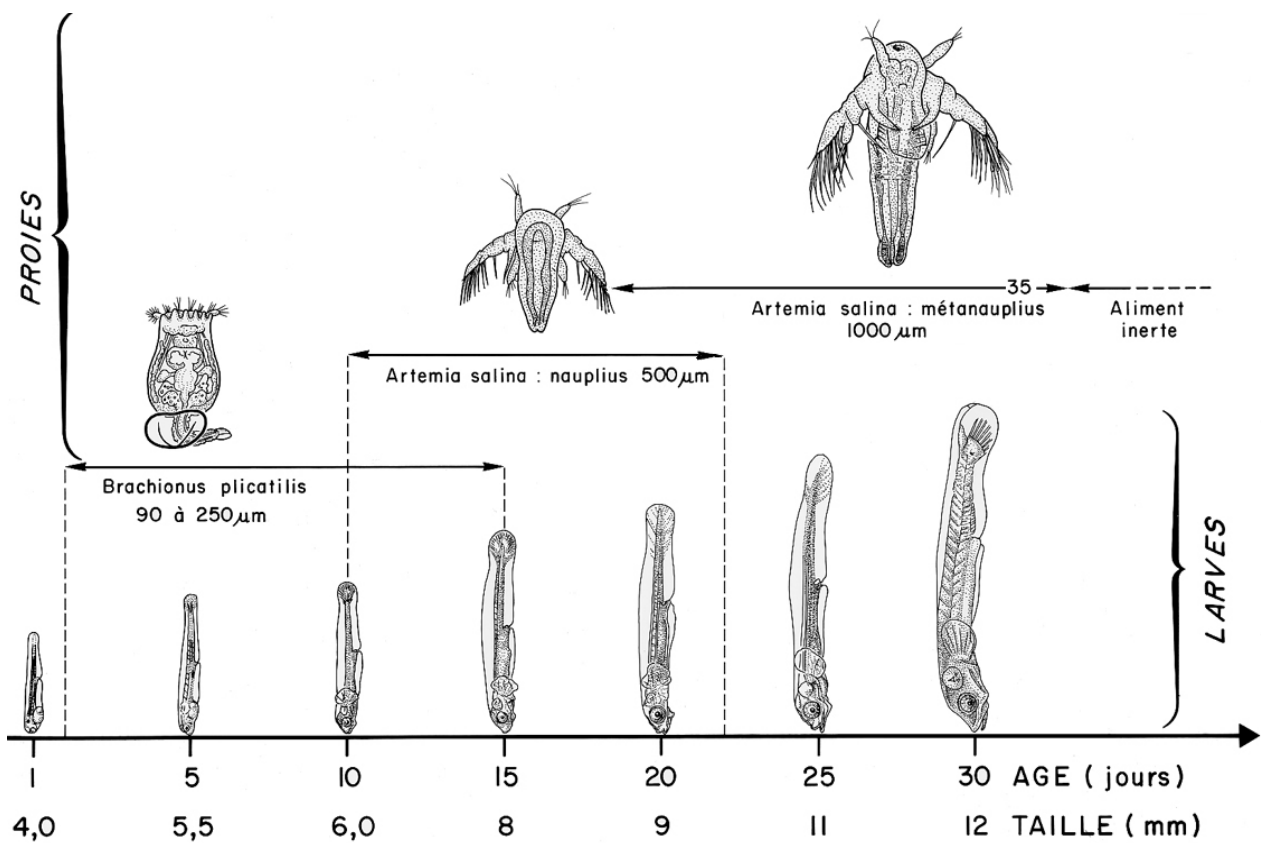 PROIES
35
Artemia salina : métanauplius
1000 µm
Aliment
inerte
Artemia salina : nauplius 500 µm
Brachionus plicatilis
90 à 250 µm
LARVES
1 5 10 15 20 25 30 AGE ( jours )
4,0 5,5 6,0 8 9 11 12 TAILLE ( mm )